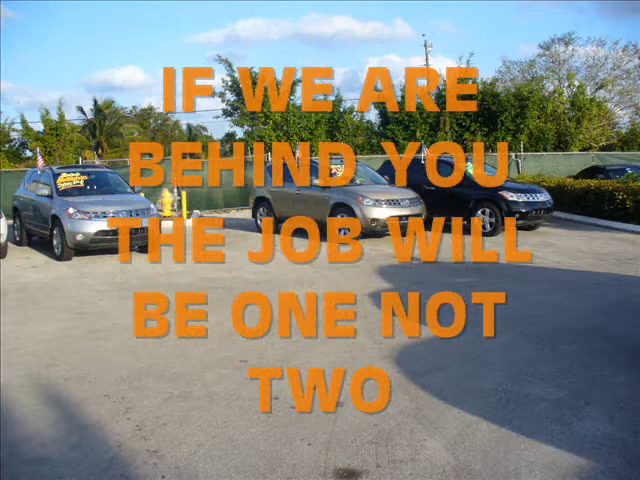 IF WE ARE
BEHIND YOU
THE JOB WILL
BE ONE NOT
TWO